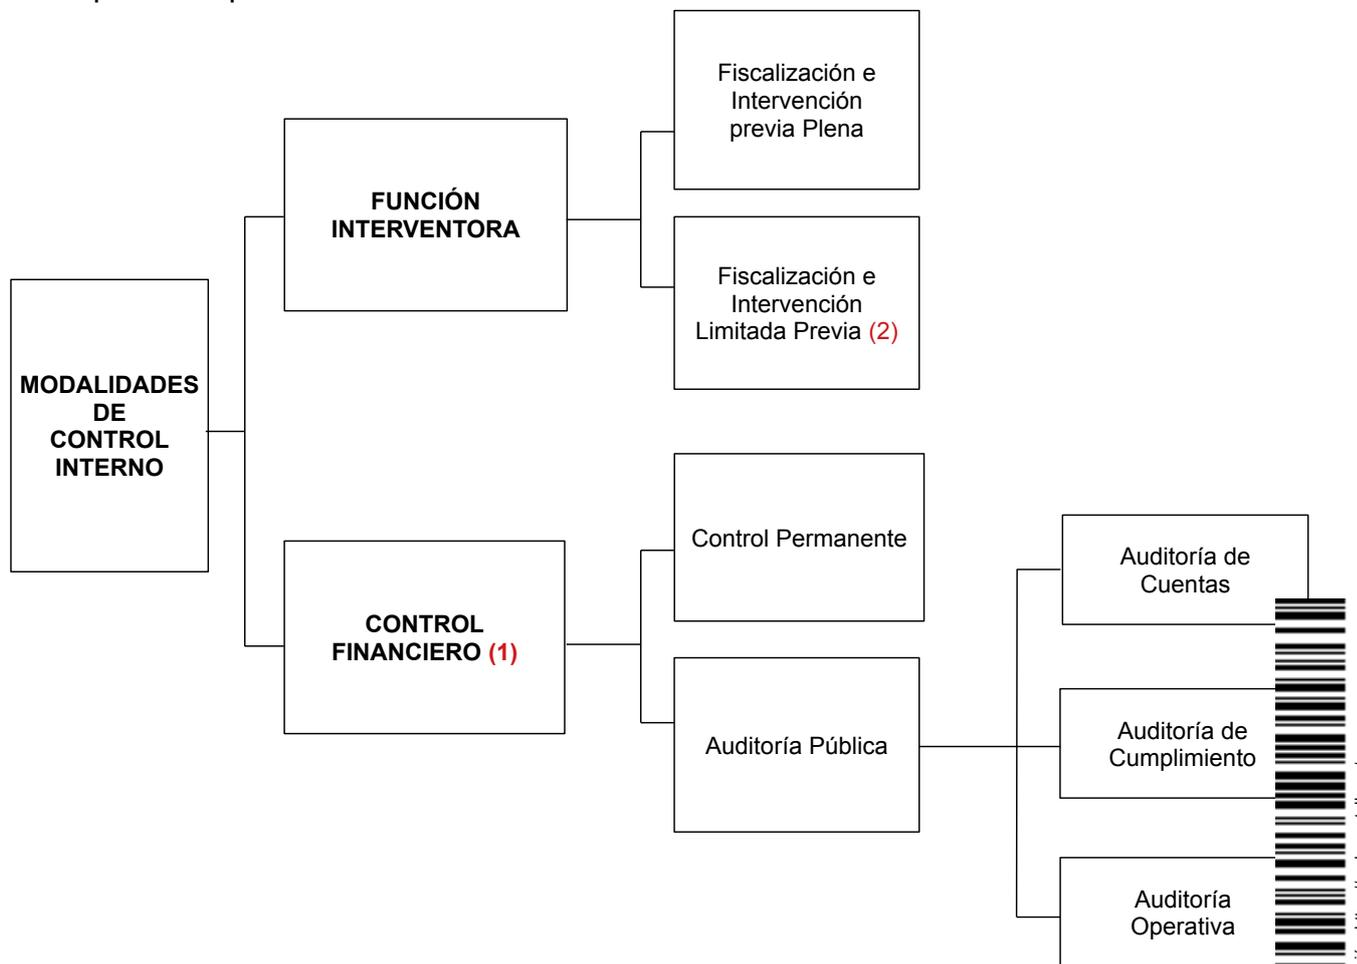 Fiscalización e
Intervención
previa Plena
FUNCIÓN
INTERVENTORA
Fiscalización e
Intervención
Limitada Previa (2)
MODALIDADES
DE
CONTROL
INTERNO
Control Permanente
CONTROL
FINANCIERO (1)
Auditoría Pública
Auditoría de
Cuentas
Auditoría de
Cumplimiento
Auditoría
Operativa